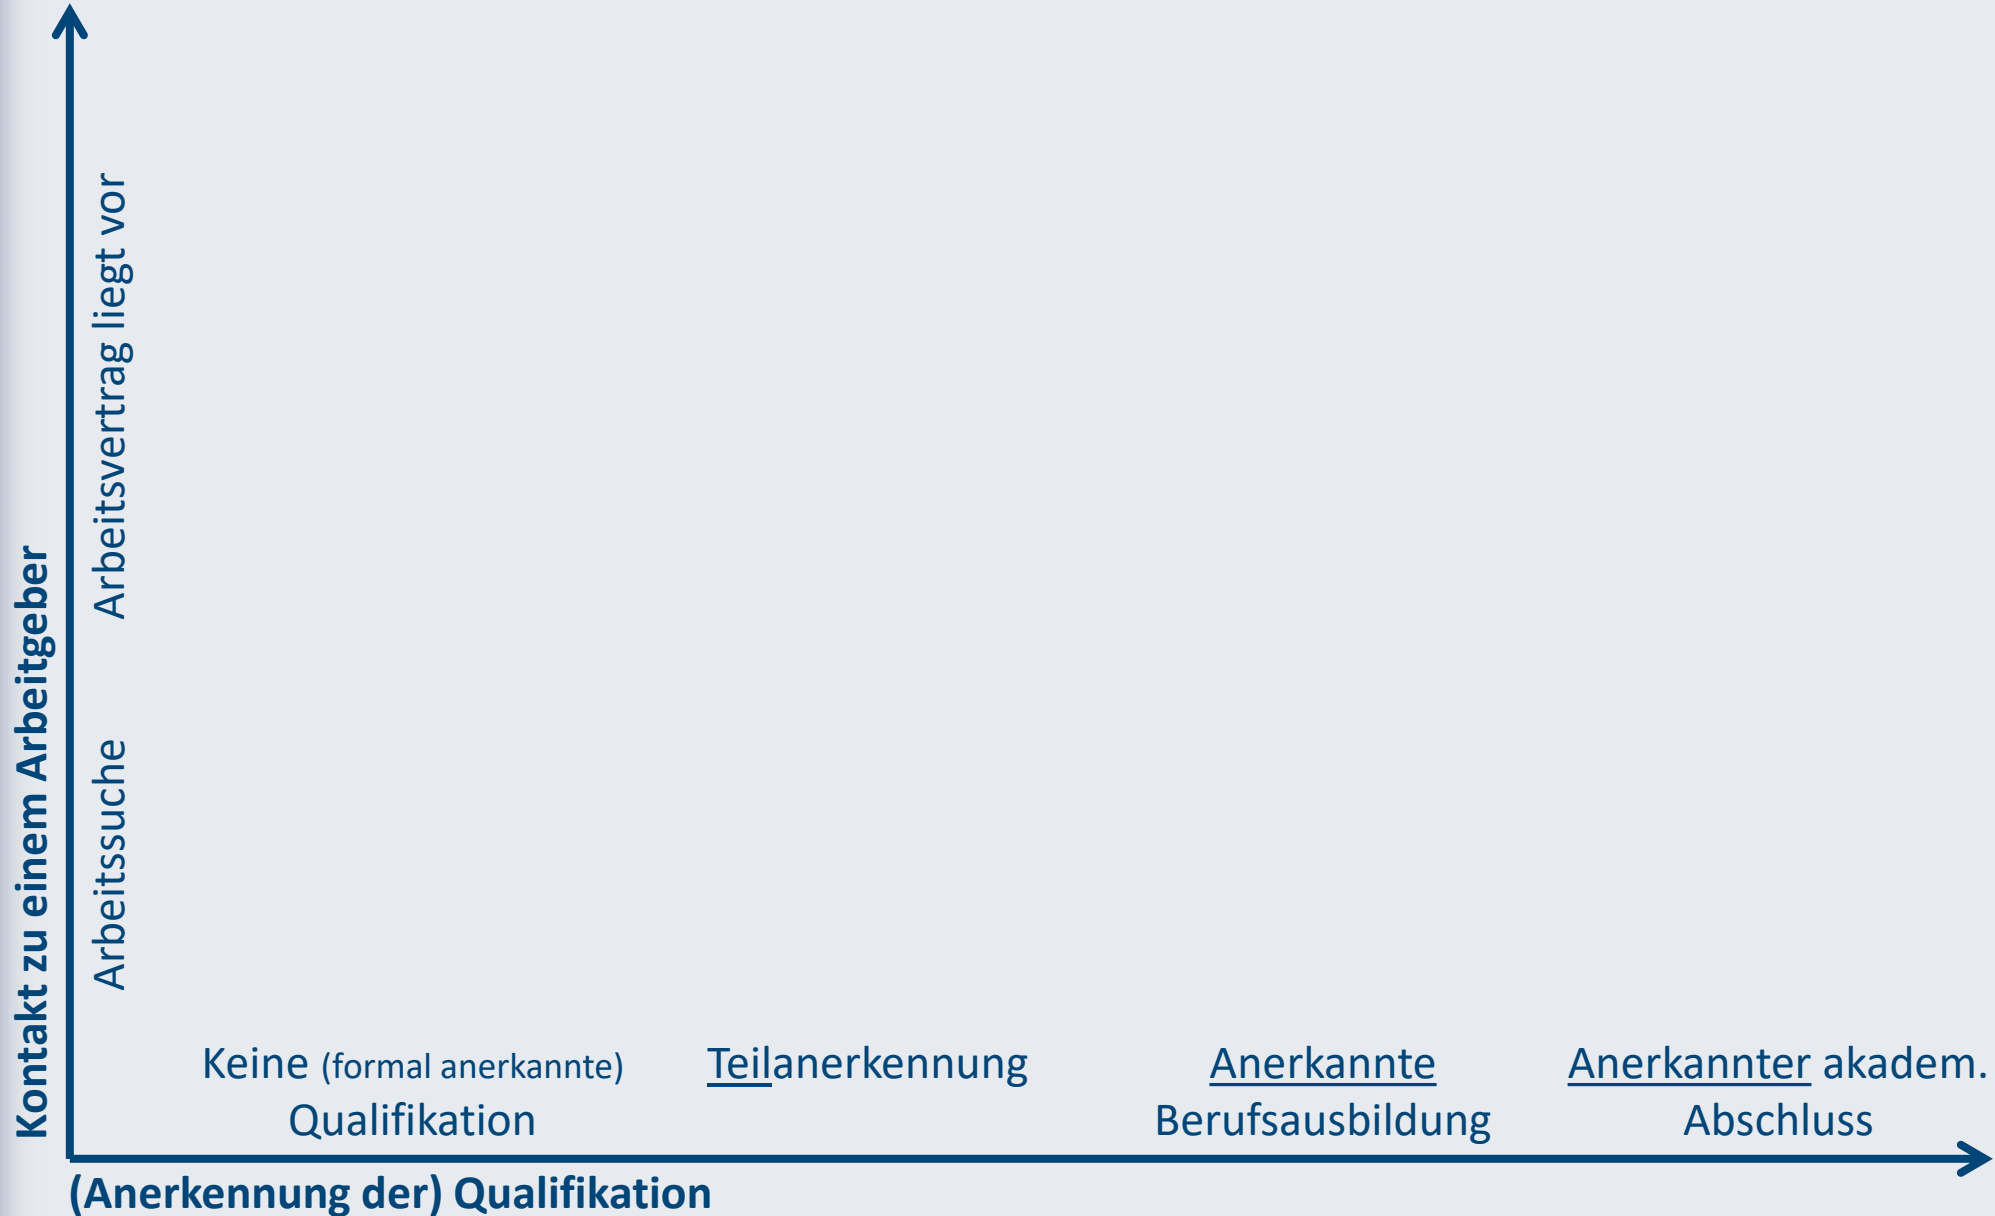 Kontakt zu einem Arbeitgeber
Arbeitsvertrag liegt vor
Arbeitssuche
Keine (formal anerkannte)
Qualifikation
Teilanerkennung
Anerkannte
Berufsausbildung
Anerkannter akadem.
Abschluss
(Anerkennung der) Qualifikation